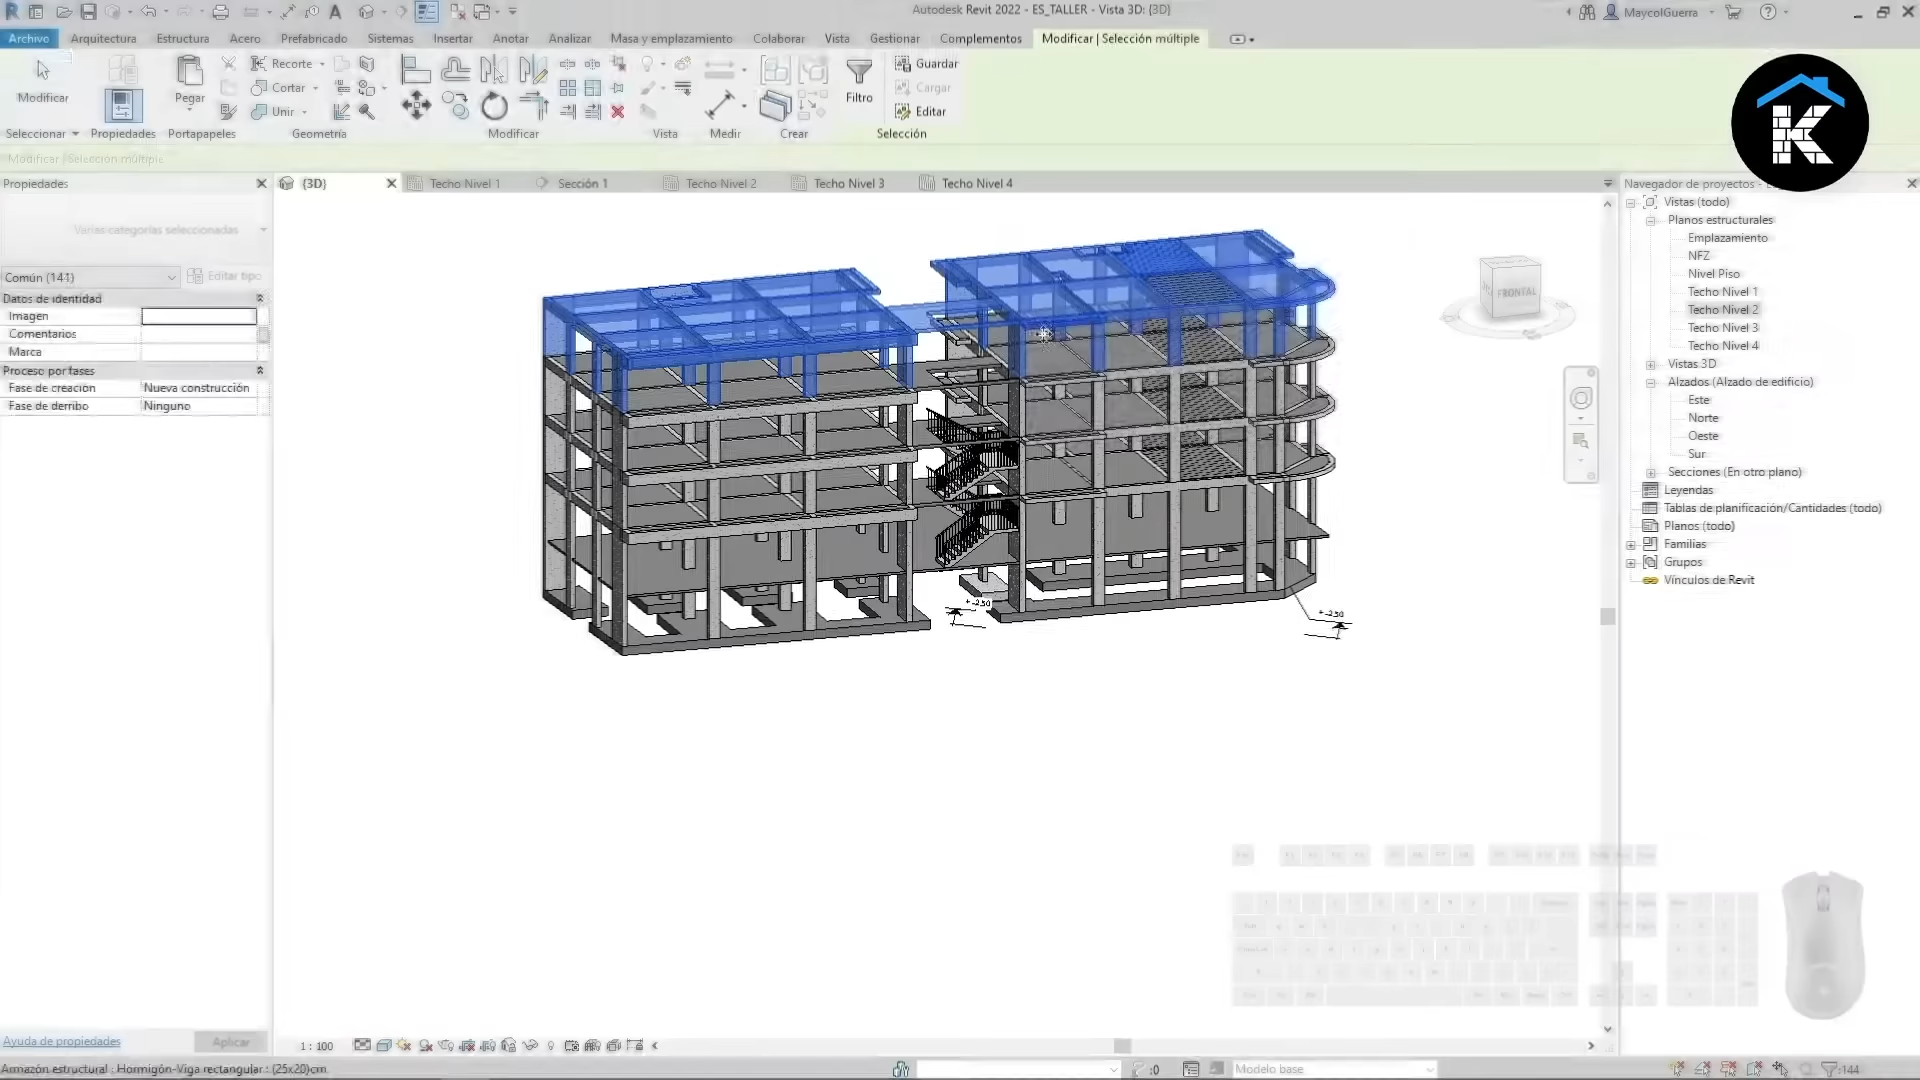 Autodesk Revit 2022 - ES_TALLER - Vista 3D: {3D}
MaycolGuerra
Archivo Arquitectura Estructura Acero Prefabricado Sistemas Insertar Anotar Analizar Masa y emplazamiento Colaborar Vista Gestionar Complementos Modificar | Selección múltiple
Recorte
Guardar
Cortar
Cargar
Modificar
Pegar
Filtro
Unir
Editar
Seleccionar Propiedades Portapapeles Geometría Modificar Vista Medir Crear Selección
Modificar | Selección múltiple
Propiedades
{3D} Techo Nivel 1 Sección 1 Techo Nivel 2 Techo Nivel 3 Techo Nivel 4
Navegador de proyectos -
Varias categorías seleccionadas
Común (141)
Editar tipo
Datos de identidad
Imagen
Comentarios
Marca
Proceso por fases
Fase de creación Nueva construcción
Fase de derribo Ninguno
FRONTAL
+-2.50
+-2.50
Vistas (todo)
Planos estructurales
Emplazamiento
NFZ
Nivel Piso
Techo Nivel 1
Techo Nivel 2
Techo Nivel 3
Techo Nivel 4
Vistas 3D
Alzados (Alzado de edificio)
Este
Norte
Oeste
Sur
Secciones (En otro plano)
Leyendas
Tablas de planificación/Cantidades (todo)
Planos (todo)
Familias
Grupos
Vínculos de Revit
K
Ayuda de propiedades
Aplicar
1 : 100
Armazón estructural : Hormigón-Viga rectangular : (25x20)cm
:0
Modelo base
:144